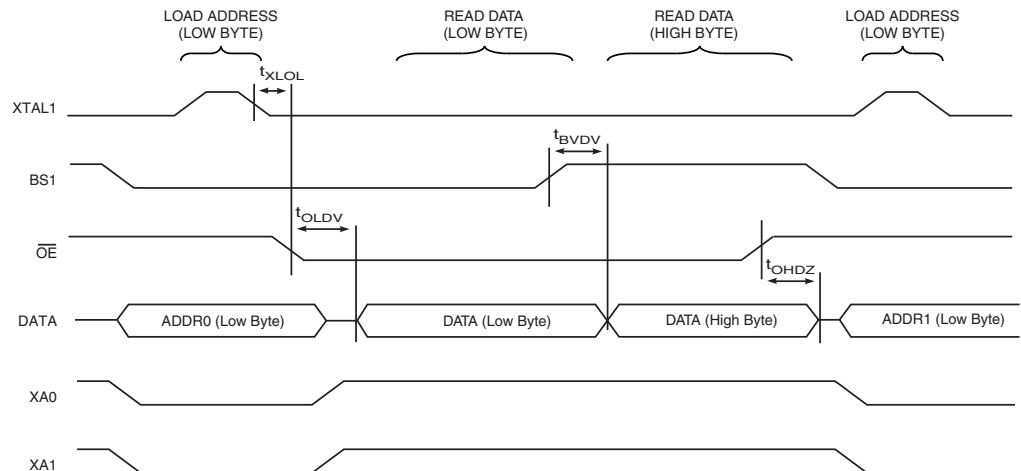 LOAD ADDRESS
(LOW BYTE)
READ DATA
(LOW BYTE)
READ DATA
(HIGH BYTE)
LOAD ADDRESS
(LOW BYTE)
tXLOL
XTAL1
tBVDV
BS1
tOLDV
OE
tOHDZ
DATA
ADDR0 (Low Byte)
DATA (Low Byte)
DATA (High Byte)
ADDR1 (Low Byte)
XA0
XA1